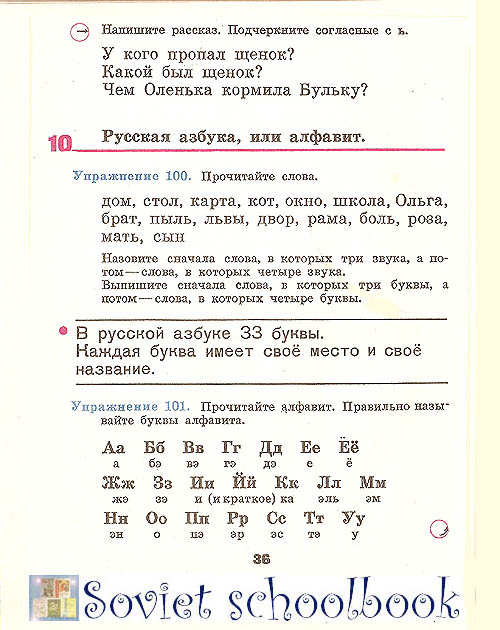 Напишите рассказ. Подчеркните согласные с ь.
У кого пропал щенок?
Какой был щенок?
Чем Оленька кормила Бульку?
10 Русская азбука, или алфавит.
Упражнение 100. Прочитайте слова.
дом, стол, карта, кот, окно, школа, Ольга,
брат, пыль, львы, двор, рама, боль, роза,
мать, сын
Назовите сначала слова, в которых три звука, а по-
том — слова, в которых четыре звука.
Выпишите сначала слова, в которых три буквы, а
потом — слова, в которых четыре буквы.
В русской азбуке 33 буквы.
Каждая буква имеет своё место и своё
название.
Упражнение 101. Прочитайте алфавит. Правильно назы-
вайте буквы алфавита.
Аа Бб Вв Гг Дд Ее Ёё
а бэ вэ гэ дэ е ё
Жж Зз Ии Йй Кк Лл Мм
жэ зэ и (и краткое) ка эль эм
Нн Оо Пп Рр Сс Тт Уу
эн о пэ эр эс тэ у
36
Soviet schoolbook